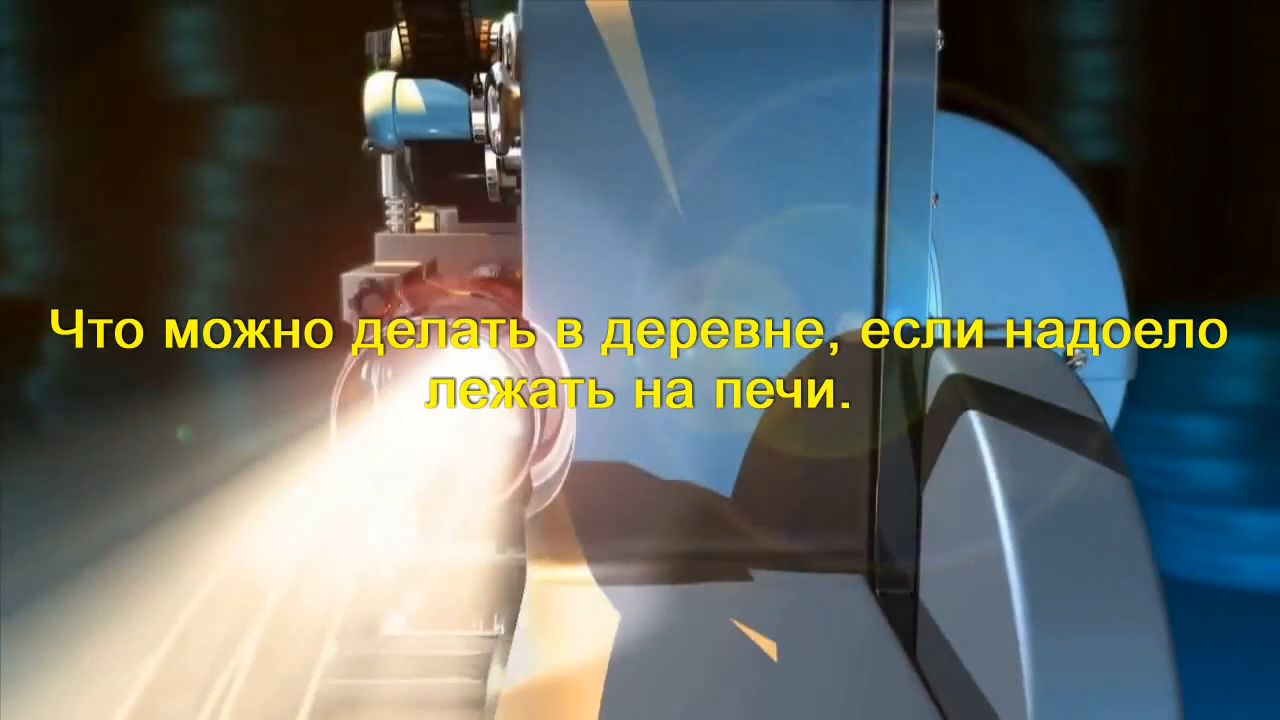 Что можно делать в деревне, если надоело
лежать на печи.